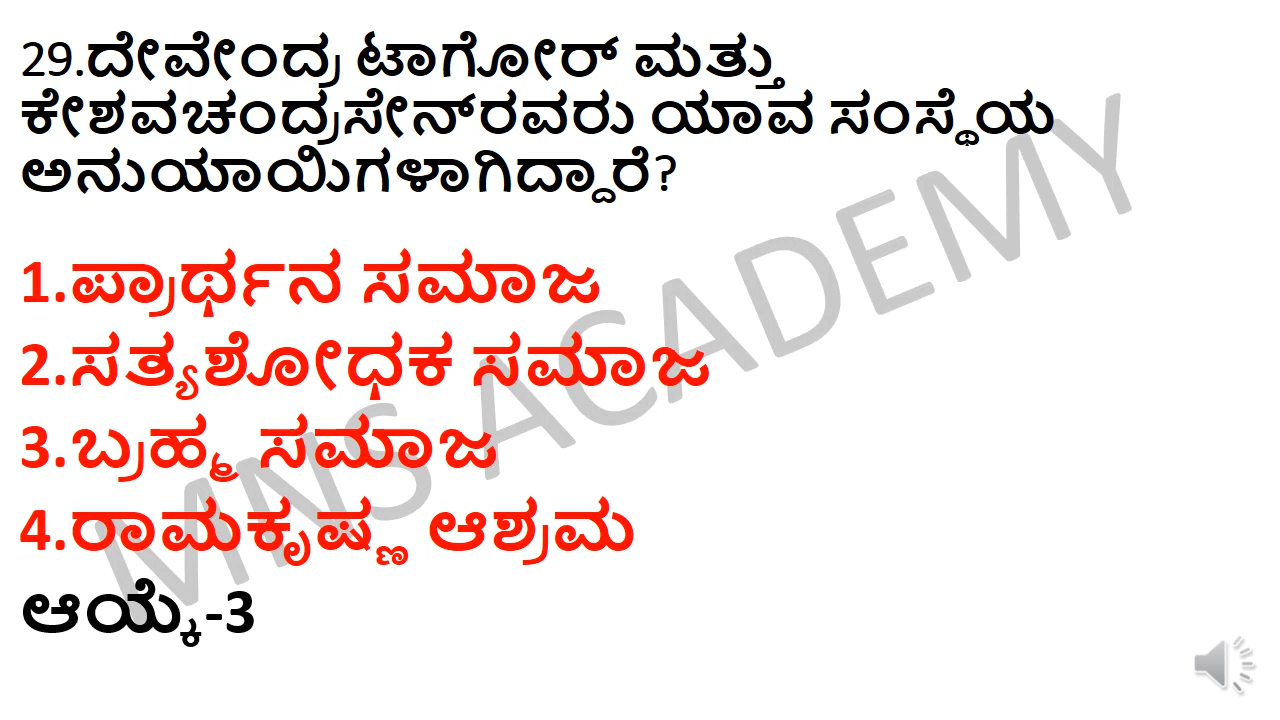 29.ದೇವೇಂದ್ರ ಟಾಗೋರ್ ಮತ್ತು
ಕೇಶವಚಂದ್ರಸೇನ್‌ರವರು ಯಾವ ಸಂಸ್ಥೆಯ
ಅನುಯಾಯಿಗಳಾಗಿದ್ದಾರೆ?
1.ಪ್ರಾರ್ಥನ ಸಮಾಜ
2.ಸತ್ಯಶೋಧಕ ಸಮಾಜ
3.ಬ್ರಹ್ಮ ಸಮಾಜ
4.ರಾಮಕೃಷ್ಣ ಆಶ್ರಮ
ಆಯ್ಕೆ-3
MNS ACADEMY